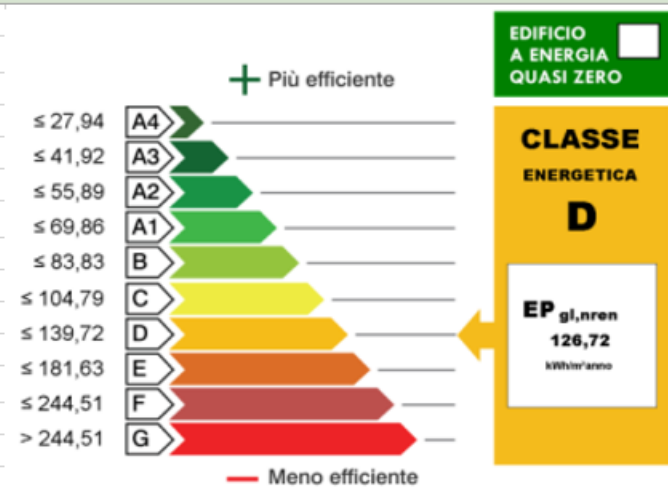 EDIFICIO
A ENERGIA
QUASI ZERO
+ Più efficiente
≤ 27,94 A4
≤ 41,92 A3
≤ 55,89 A2
≤ 69,86 A1
≤ 83,83 B
≤ 104,79 C
≤ 139,72 D
≤ 181,63 E
≤ 244,51 F
> 244,51 G
— Meno efficiente
CLASSE
ENERGETICA
D
EP gl,nren
126,72
kWh/m²anno